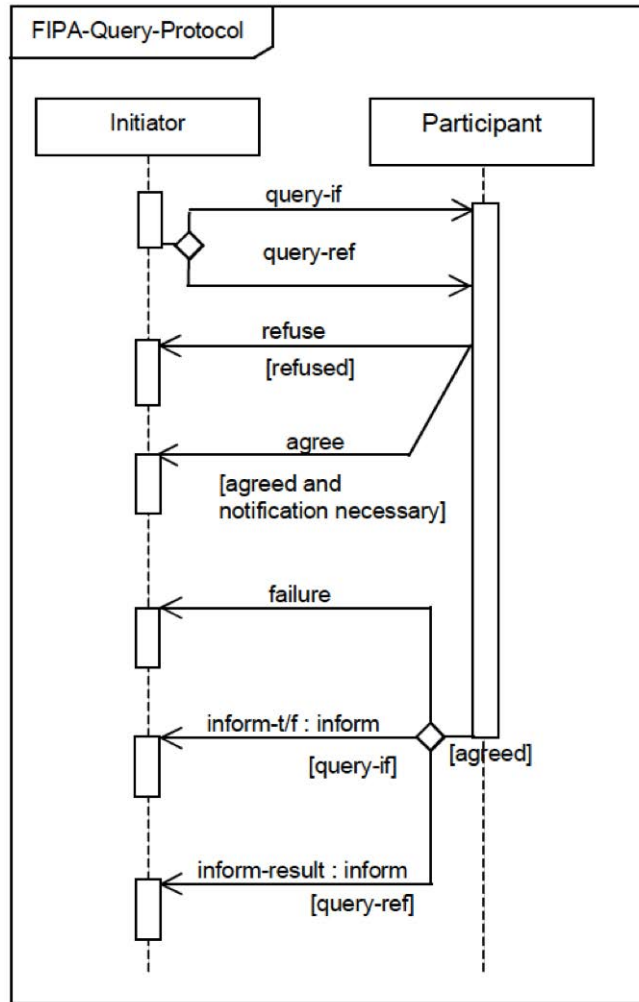 FIPA-Query-Protocol
Initiator
Participant
query-if
query-ref
refuse
[refused]
agree
[agreed and
notification necessary]
failure
inform-t/f : inform
[query-if]
[agreed]
inform-result : inform
[query-ref]